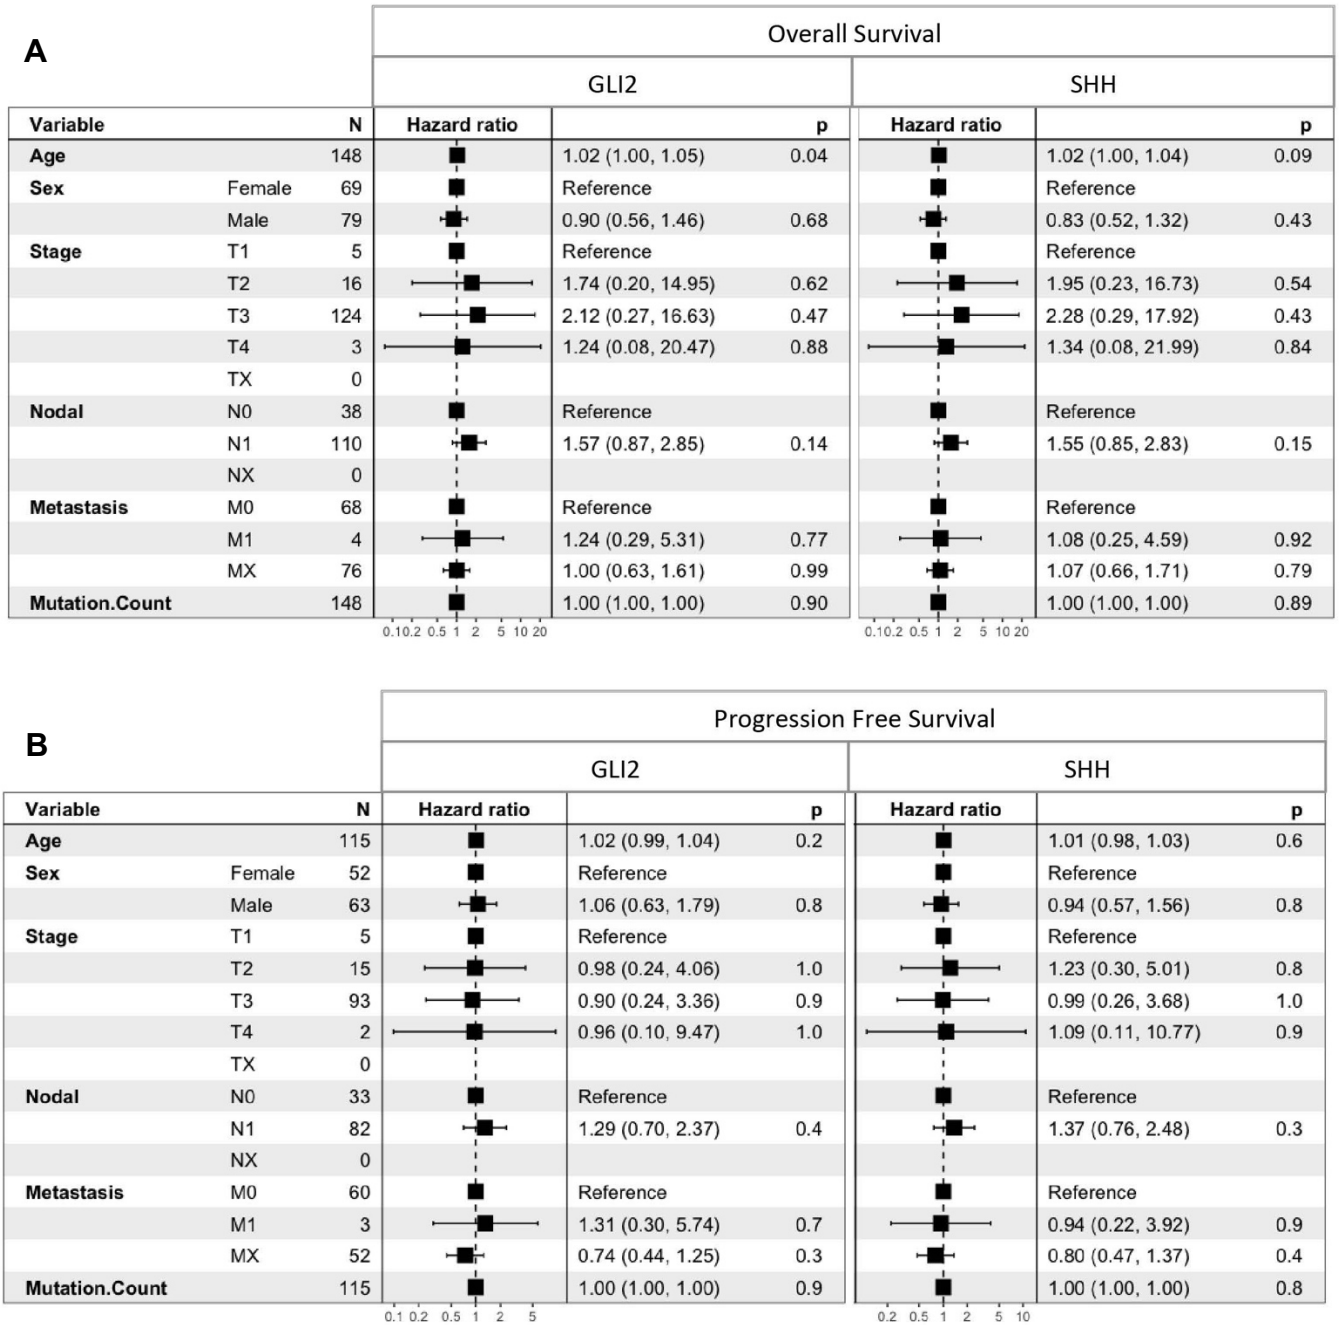 A
Overall Survival
GLI2 SHH
Variable N Hazard ratio p Hazard ratio p
Age 148 1.02 (1.00, 1.05) 0.04 1.02 (1.00, 1.04) 0.09
Sex Female 69 Reference Reference
Male 79 0.90 (0.56, 1.46) 0.68 0.83 (0.52, 1.32) 0.43
Stage T1 5 Reference Reference
T2 16 1.74 (0.20, 14.95) 0.62 1.95 (0.23, 16.73) 0.54
T3 124 2.12 (0.27, 16.63) 0.47 2.28 (0.29, 17.92) 0.43
T4 3 1.24 (0.08, 20.47) 0.88 1.34 (0.08, 21.99) 0.84
TX 0
Nodal N0 38 Reference Reference
N1 110 1.57 (0.87, 2.85) 0.14 1.55 (0.85, 2.83) 0.15
NX 0
Metastasis M0 68 Reference Reference
M1 4 1.24 (0.29, 5.31) 0.77 1.08 (0.25, 4.59) 0.92
MX 76 1.00 (0.63, 1.61) 0.99 1.07 (0.66, 1.71) 0.79
Mutation.Count 148 1.00 (1.00, 1.00) 0.90 1.00 (1.00, 1.00) 0.89
0.10.2 0.5 1 2 5 10 20 0.10.2 0.5 1 2 5 10 20
B
Progression Free Survival
GLI2 SHH
Variable N Hazard ratio p Hazard ratio p
Age 115 1.02 (0.99, 1.04) 0.2 1.01 (0.98, 1.03) 0.6
Sex Female 52 Reference Reference
Male 63 1.06 (0.63, 1.79) 0.8 0.94 (0.57, 1.56) 0.8
Stage T1 5 Reference Reference
T2 15 0.98 (0.24, 4.06) 1.0 1.23 (0.30, 5.01) 0.8
T3 93 0.90 (0.24, 3.36) 0.9 0.99 (0.26, 3.68) 1.0
T4 2 0.96 (0.10, 9.47) 1.0 1.09 (0.11, 10.77) 0.9
TX 0
Nodal N0 33 Reference Reference
N1 82 1.29 (0.70, 2.37) 0.4 1.37 (0.76, 2.48) 0.3
NX 0
Metastasis M0 60 Reference Reference
M1 3 1.31 (0.30, 5.74) 0.7 0.94 (0.22, 3.92) 0.9
MX 52 0.74 (0.44, 1.25) 0.3 0.80 (0.47, 1.37) 0.4
Mutation.Count 115 1.00 (1.00, 1.00) 0.9 1.00 (1.00, 1.00) 0.8
0.1 0.2 0.5 1 2 5 0.2 0.5 1 2 5 10